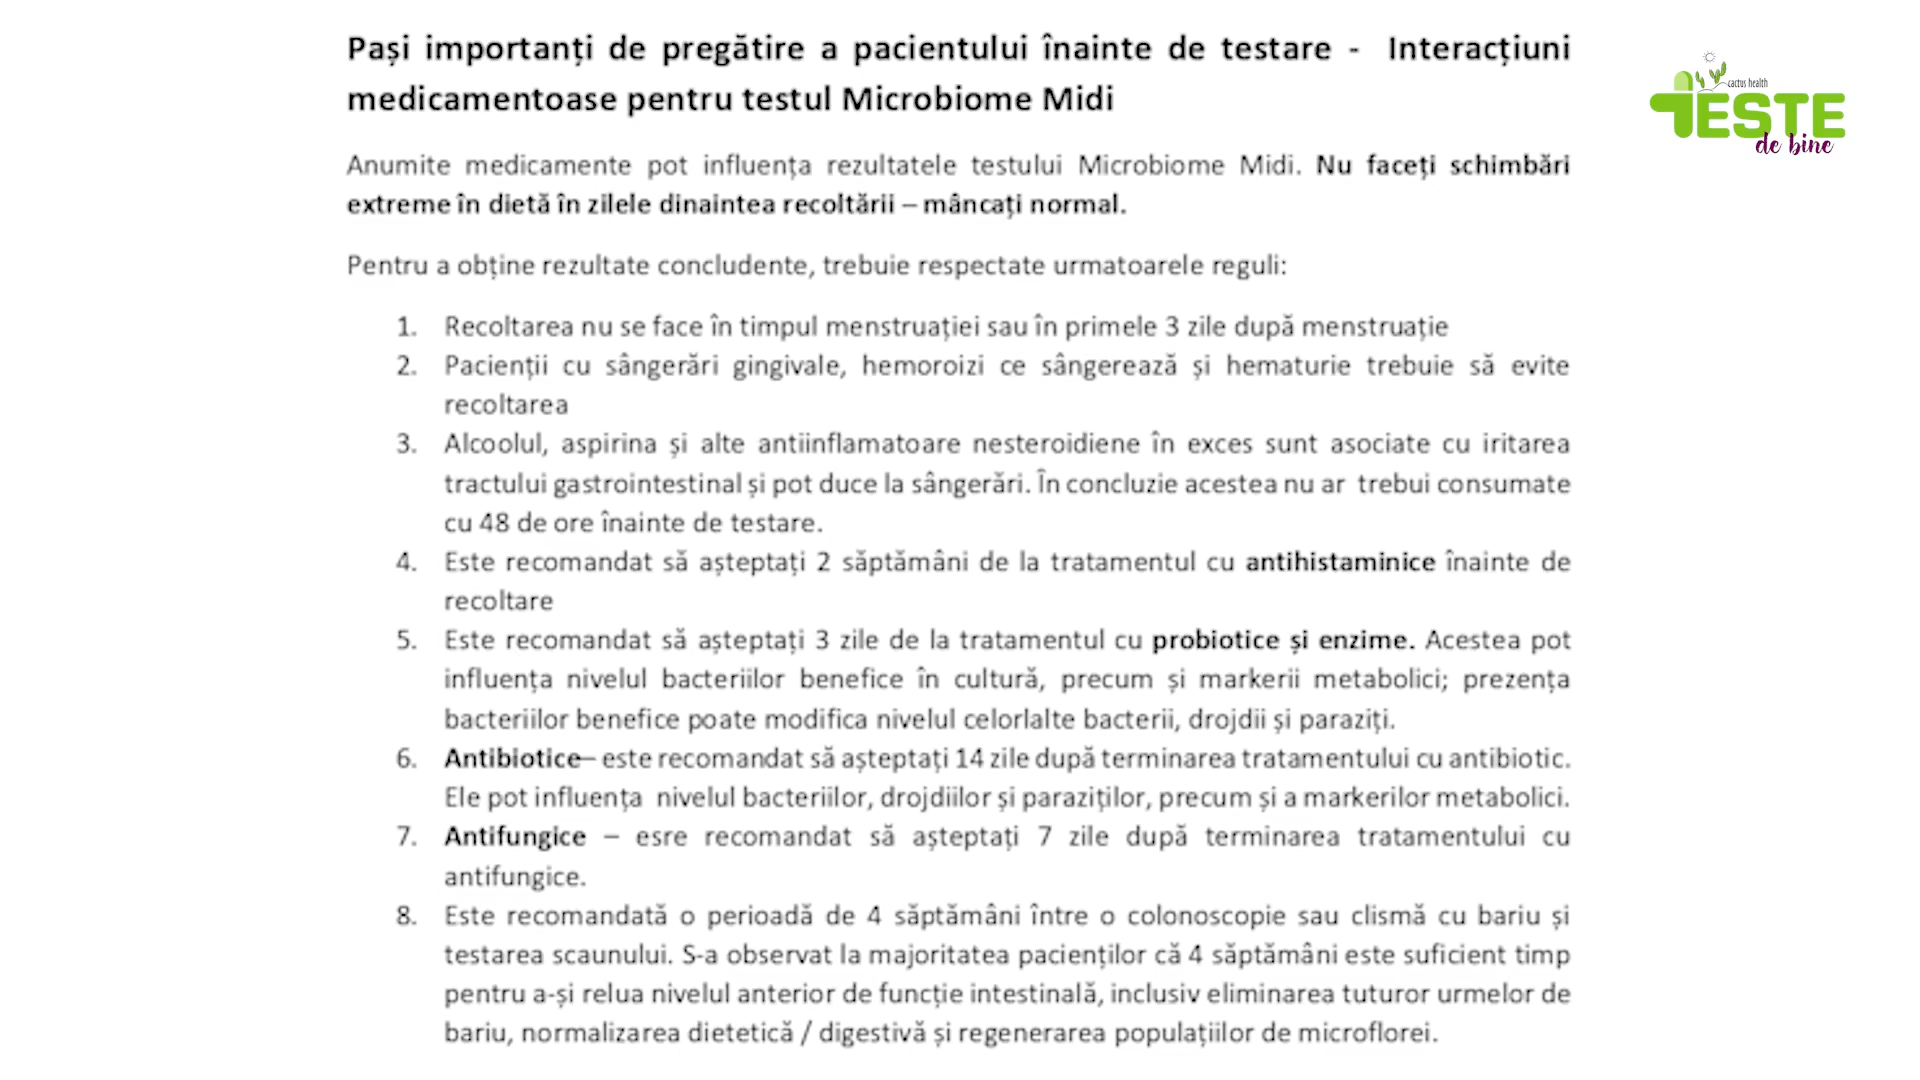 Pași importanți de pregătire a pacientului înainte de testare - Interacțiuni
medicamentoase pentru testul Microbiome Midi
cactus health
TESTE
de bine
Anumite medicamente pot influența rezultatele testului Microbiome Midi. Nu faceți schimbări
extreme în dietă în zilele dinaintea recoltării – mâncați normal.
Pentru a obține rezultate concludente, trebuie respectate urmatoarele reguli:
1. Recoltarea nu se face în timpul menstruației sau în primele 3 zile după menstruație
2. Pacienții cu sângerări gingivale, hemoroizi ce sângerează și hematurie trebuie să evite
recoltarea
3. Alcoolul, aspirina și alte antiinflamatoare nesteroidiene în exces sunt asociate cu iritarea
tractului gastrointestinal și pot duce la sângerări. În concluzie acestea nu ar trebui consumate
cu 48 de ore înainte de testare.
4. Este recomandat să așteptați 2 săptămâni de la tratamentul cu antihistaminice înainte de
recoltare
5. Este recomandat să așteptați 3 zile de la tratamentul cu probiotice și enzime. Acestea pot
influența nivelul bacteriilor benefice în cultură, precum și markerii metabolici; prezența
bacteriilor benefice poate modifica nivelul celorlalte bacterii, drojdii și paraziți.
6. Antibiotice– este recomandat să așteptați 14 zile după terminarea tratamentului cu antibiotic.
Ele pot influența nivelul bacteriilor, drojdiilor și paraziților, precum și a markerilor metabolici.
7. Antifungice – esre recomandat să așteptați 7 zile după terminarea tratamentului cu
antifungice.
8. Este recomandată o perioadă de 4 săptămâni între o colonoscopie sau clismă cu bariu și
testarea scaunului. S-a observat la majoritatea pacienților că 4 săptămâni este suficient timp
pentru a-și relua nivelul anterior de funcție intestinală, inclusiv eliminarea tuturor urmelor de
bariu, normalizarea dietetică / digestivă și regenerarea populațiilor de microflorei.